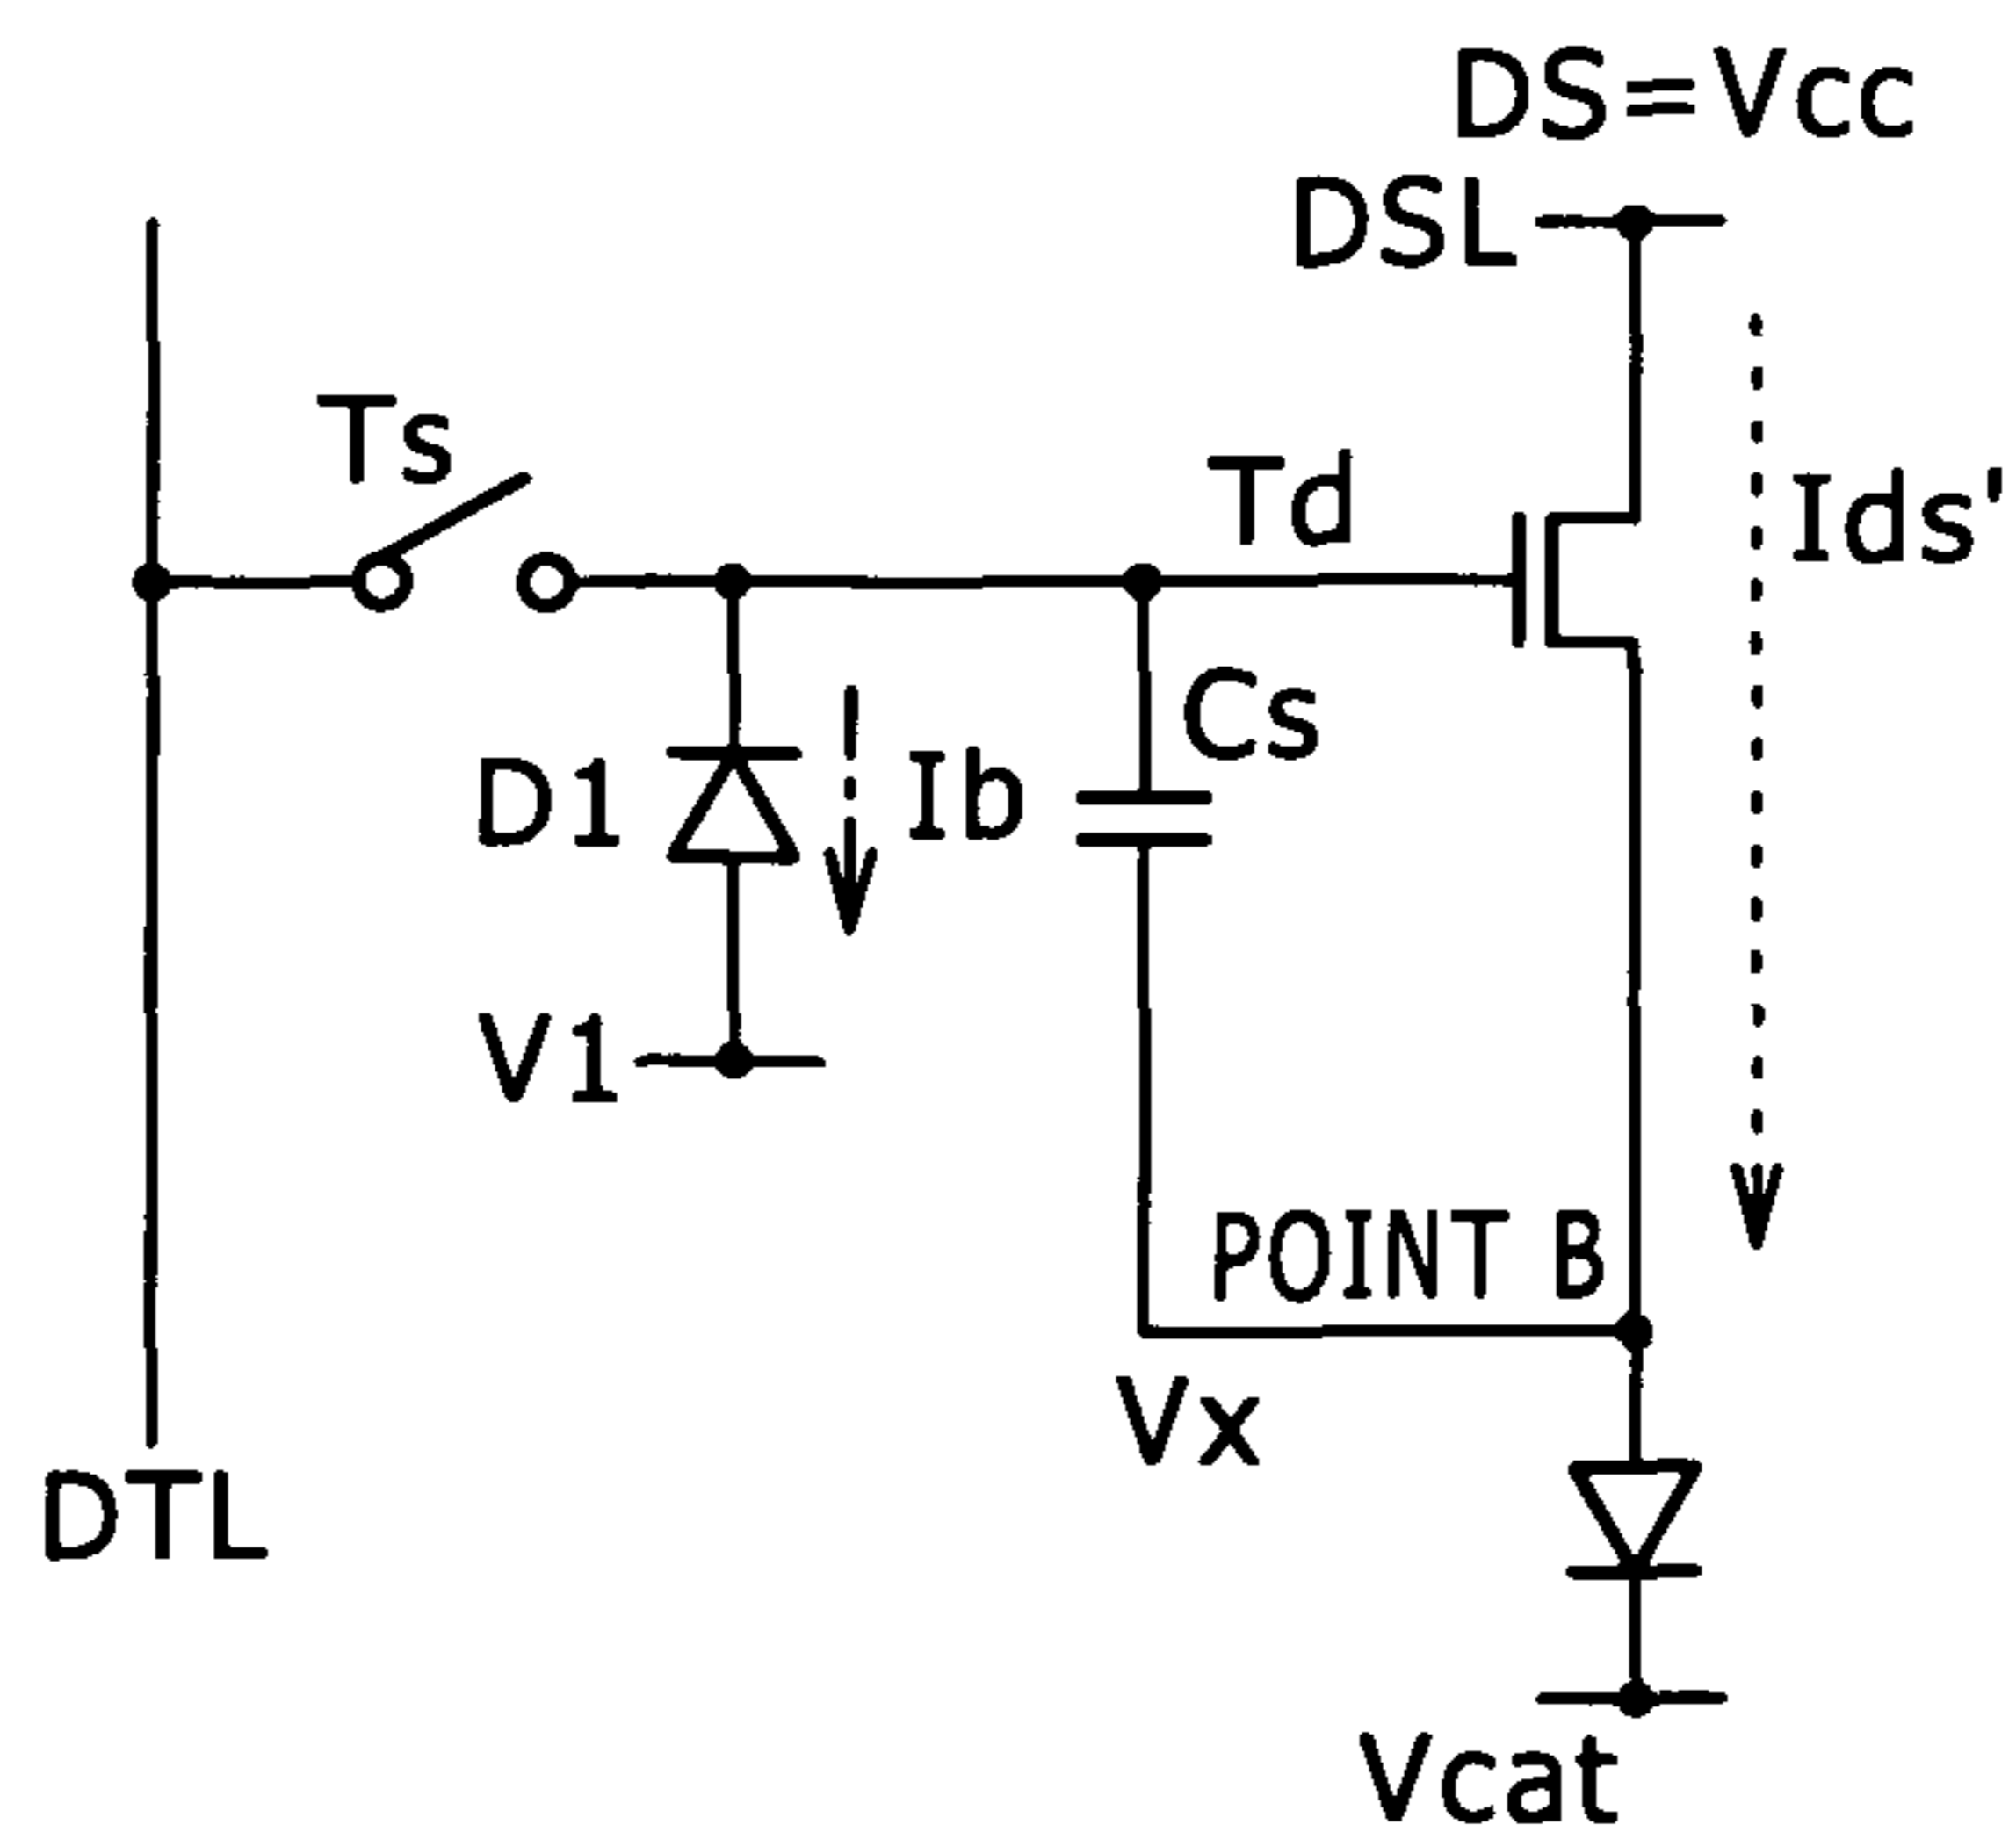 DS=Vcc
DSL
Ts
Td
Ids'
Cs
D1
Ib
V1
POINT B
Vx
DTL
Vcat